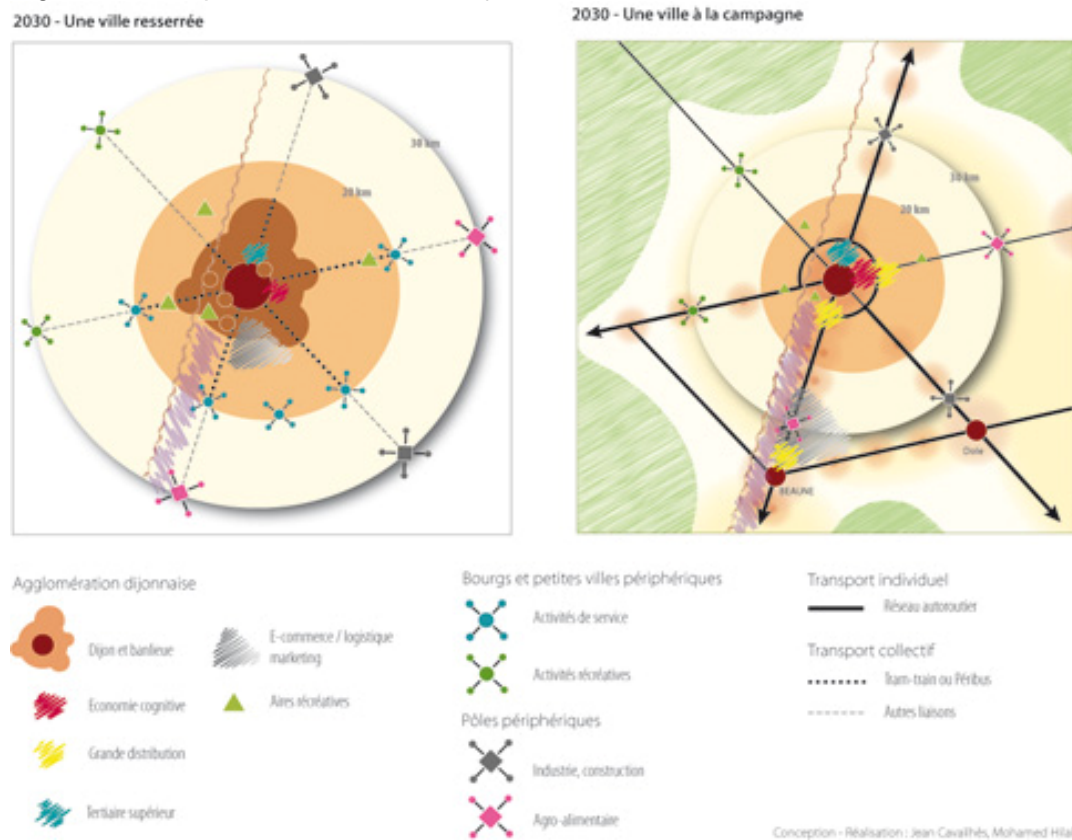 2030 - Une ville resserrée
2030 - Une ville à la campagne
30 km
20 km
30 km
20 km
Dole
BEAUNE
Agglomération dijonnaise
Dijon et banlieue
Economie cognitive
Grande distribution
Tertiaire supérieur
E-commerce / logistique
marketing
Aires récréatives
Bourgs et petites villes périphériques
Activités de service
Activités récréatives
Pôles périphériques
Industrie, construction
Agro-alimentaire
Transport individuel
Réseau autoroutier
Transport collectif
Tram-train ou Péribus
Autres liaisons
Conception - Réalisation : Jean Cavailhès, Mohamed Hilal